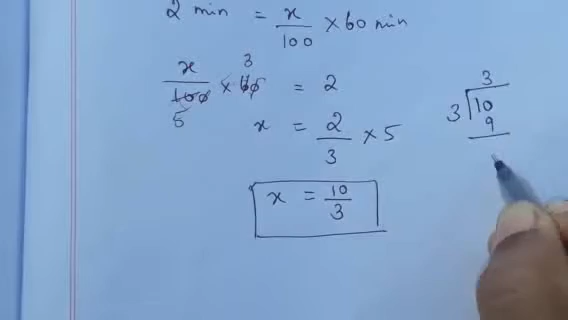 2 min = x/100 × 60 min
x/100 × 60 = 2
5 3
x = 2/3 × 5
x = 10/3
3
3 10
9